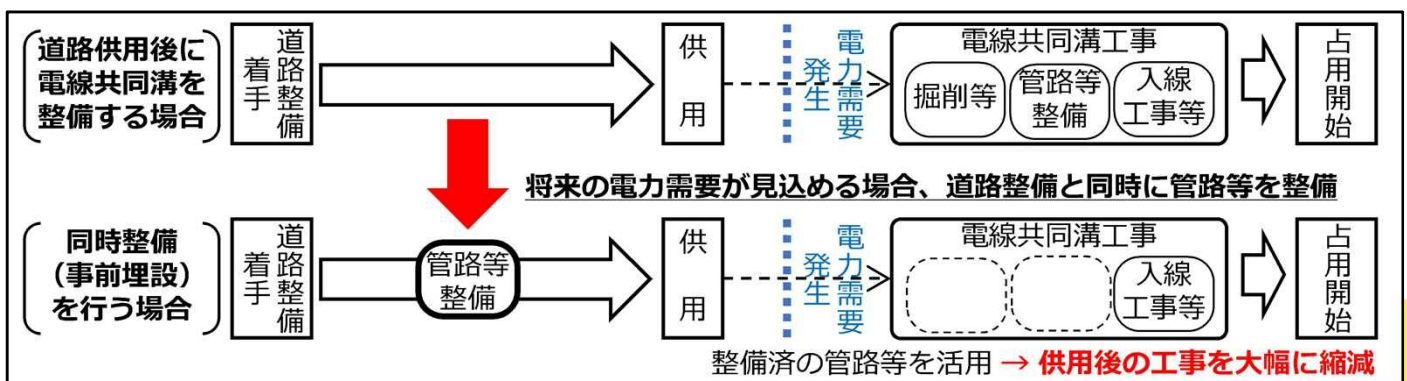 道路供用後に
電線共同溝を
整備する場合
道路整備
着手
供用
電力需要
発生
電線共同溝工事
掘削等
管路等
整備
入線
工事等
占用開始
将来の電力需要が見込める場合、道路整備と同時に管路等を整備
同時整備
（事前埋設）
を行う場合
道路整備
着手
管路等
整備
供用
電力需要
発生
電線共同溝工事
入線
工事等
占用開始
整備済の管路等を活用 → 供用後の工事を大幅に縮減